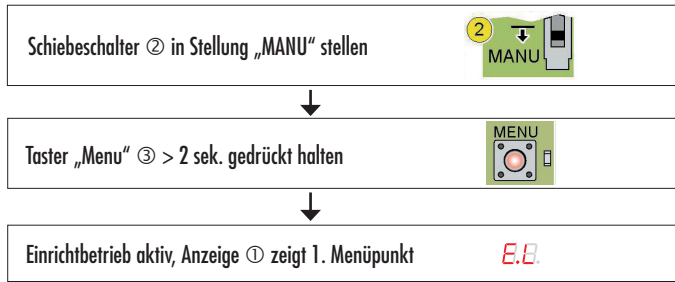 Schiebeschalter ② in Stellung „MANU“ stellen
2
MANU
Taster „Menu“ ③ > 2 sek. gedrückt halten
MENU
Einrichtbetrieb aktiv, Anzeige ① zeigt 1. Menüpunkt
E.L.